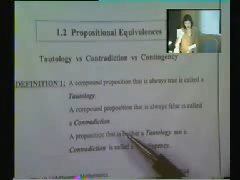 1.2 Propositional Equivalences
Tautology vs Contradiction vs Contingency
DEFINITION 1: A compound proposition that is always true is called a
Tautology.
A compound proposition that is always false is called
a Contradiction.
A proposition that is neither a Tautology nor a
Contradiction is called a Contingency.